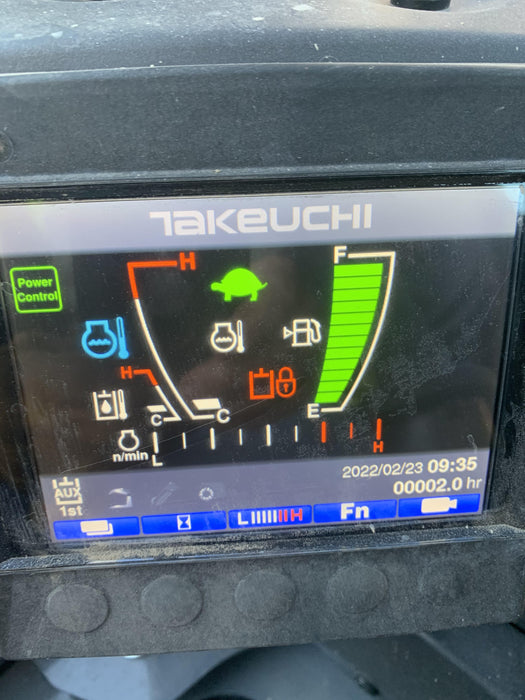 TAKEUCHI
H
F
Power
Control
H
C
C
E
n/min
L
H
2022/02/23 09:35
00002.0 hr
AUX
1st
L H
Fn